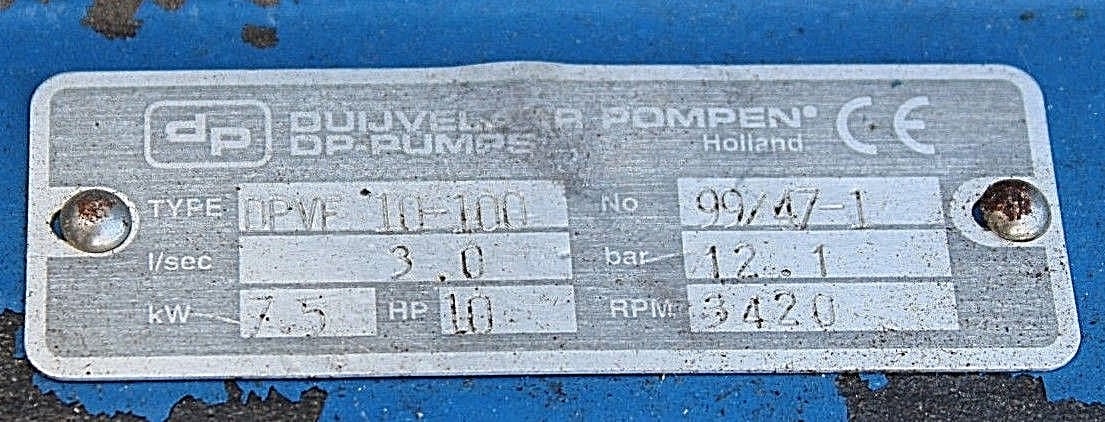 dp DUIJVELAAR POMPEN® CE
DP-PUMPS Holland
TYPE DPVF 10-100 No 99/47-1
l/sec 3.0 bar 12.1
kW 7.5 HP 10 RPM 3420